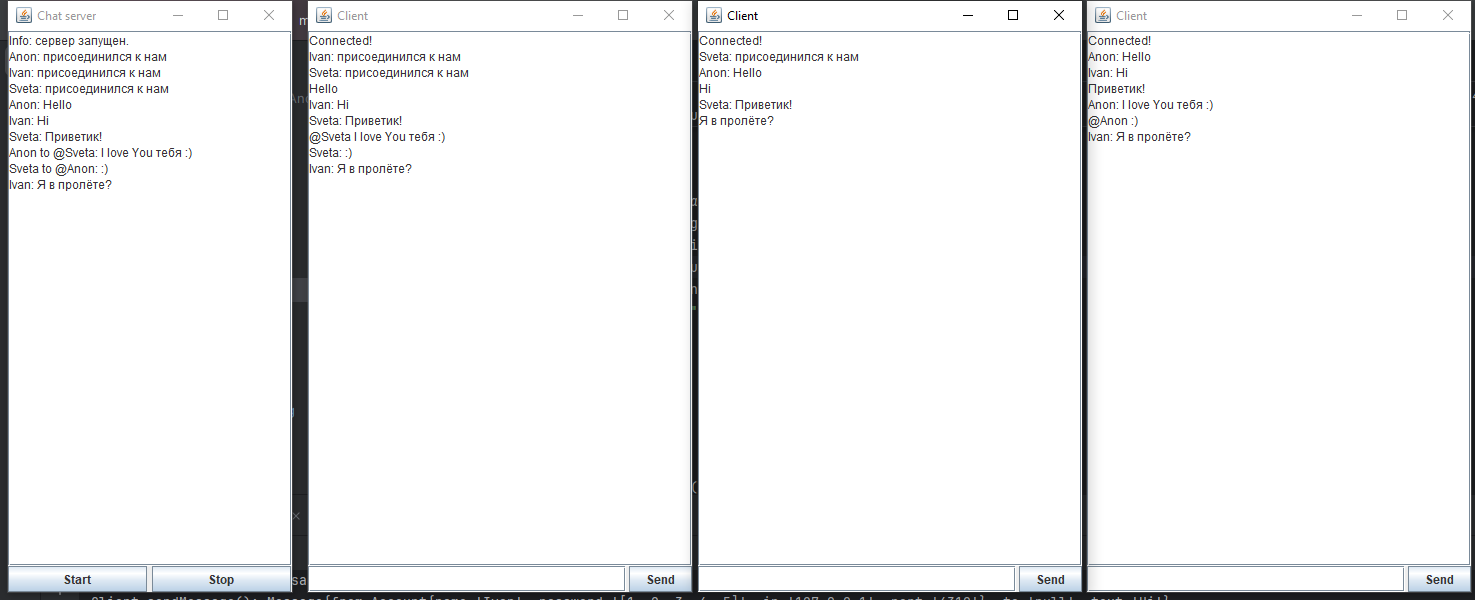 Chat server
Info: сервер запущен.
Anon: присоединился к нам
Ivan: присоединился к нам
Sveta: присоединился к нам
Anon: Hello
Ivan: Hi
Sveta: Приветик!
Anon to @Sveta: I love You тебя :)
Sveta to @Anon: :)
Ivan: Я в пролёте?
Start
Stop
Client
Connected!
Ivan: присоединился к нам
Sveta: присоединился к нам
Hello
Ivan: Hi
Sveta: Приветик!
@Sveta I love You тебя :)
Sveta: :)
Ivan: Я в пролёте?
Send
Client
Connected!
Sveta: присоединился к нам
Anon: Hello
Hi
Sveta: Приветик!
Я в пролёте?
Send
Client
Connected!
Anon: Hello
Ivan: Hi
Приветик!
Anon: I love You тебя :)
@Anon :)
Ivan: Я в пролёте?
Send